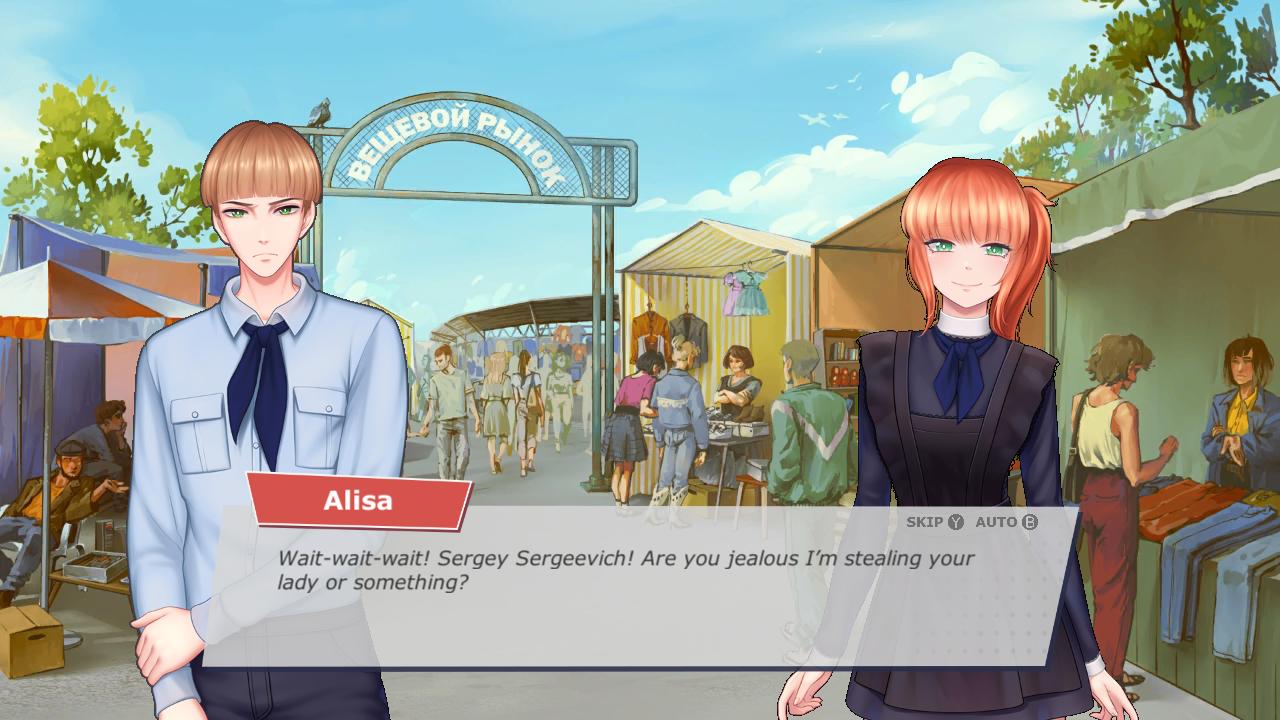 ВЕЩЕВОЙ РЫНОК
Alisa
SKIP Y AUTO B
Wait-wait-wait! Sergey Sergeevich! Are you jealous I’m stealing your
lady or something?